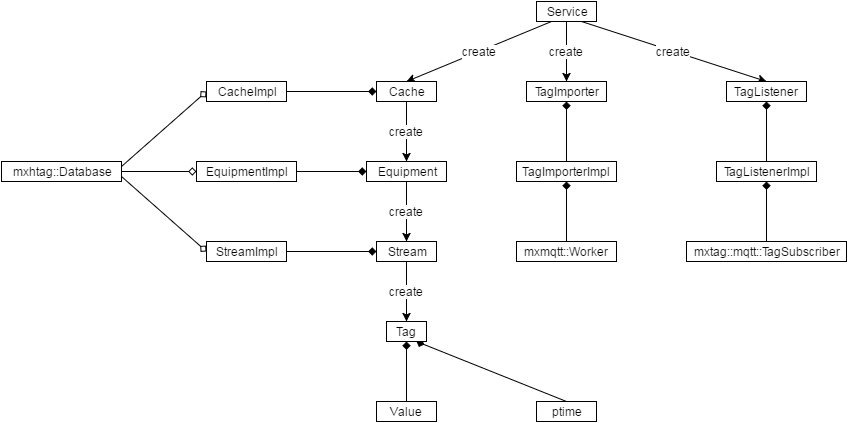 Service
create
create
create
CacheImpl
Cache
TagImporter
TagListener
create
mxhtag::Database
EquipmentImpl
Equipment
TagImporterImpl
TagListenerImpl
create
StreamImpl
Stream
mxmqtt::Worker
mxtag::mqtt::TagSubscriber
create
Tag
Value
ptime